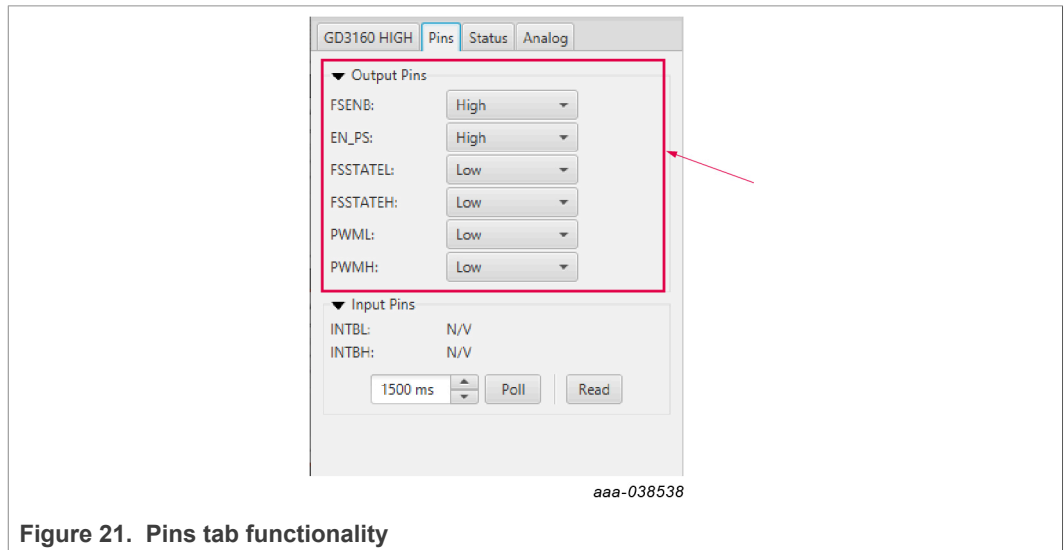 GD3160 HIGH Pins Status Analog
Output Pins
FSENB: High
EN_PS: High
FSSTATEL: Low
FSSTATEH: Low
PWML: Low
PWMH: Low
Input Pins
INTBL: N/V
INTBH: N/V
1500 ms Poll Read
aaa-038538
Figure 21. Pins tab functionality